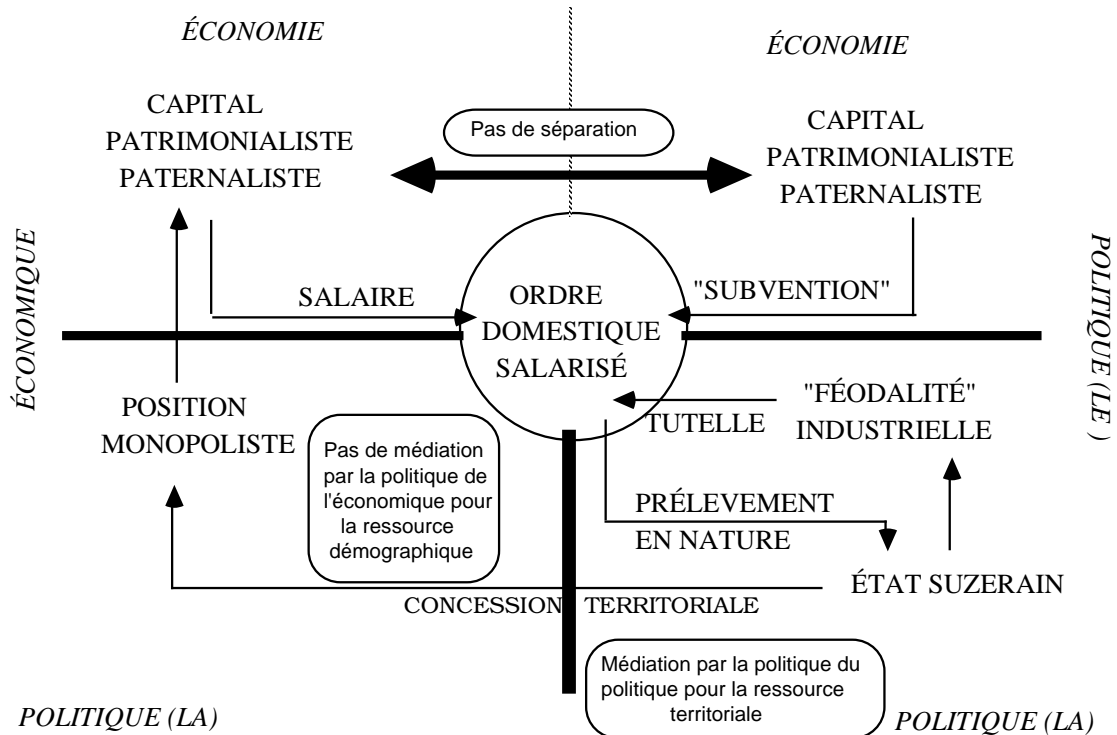 ÉCONOMIE
ÉCONOMIE
CAPITAL
PATRIMONIALISTE
PATERNALISTE
Pas de séparation
CAPITAL
PATRIMONIALISTE
PATERNALISTE
ÉCONOMIQUE
POLITIQUE (LE )
SALAIRE
ORDRE
DOMESTIQUE
SALARISÉ
"SUBVENTION"
POSITION
MONOPOLISTE
Pas de médiation
par la politique de
l'économique pour
la ressource
démographique
TUTELLE
"FÉODALITÉ"
INDUSTRIELLE
PRÉLEVEMENT
EN NATURE
ÉTAT SUZERAIN
CONCESSION TERRITORIALE
Médiation par la politique du
politique pour la ressource
territoriale
POLITIQUE (LA)
POLITIQUE (LA)